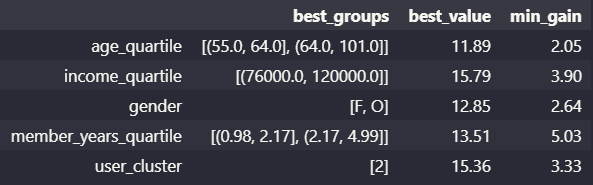 best_groups best_value min_gain
age_quartile [(55.0, 64.0], (64.0, 101.0]] 11.89 2.05
income_quartile [(76000.0, 120000.0]] 15.79 3.90
gender [F, O] 12.85 2.64
member_years_quartile [(0.98, 2.17], (2.17, 4.99]] 13.51 5.03
user_cluster [2] 15.36 3.33